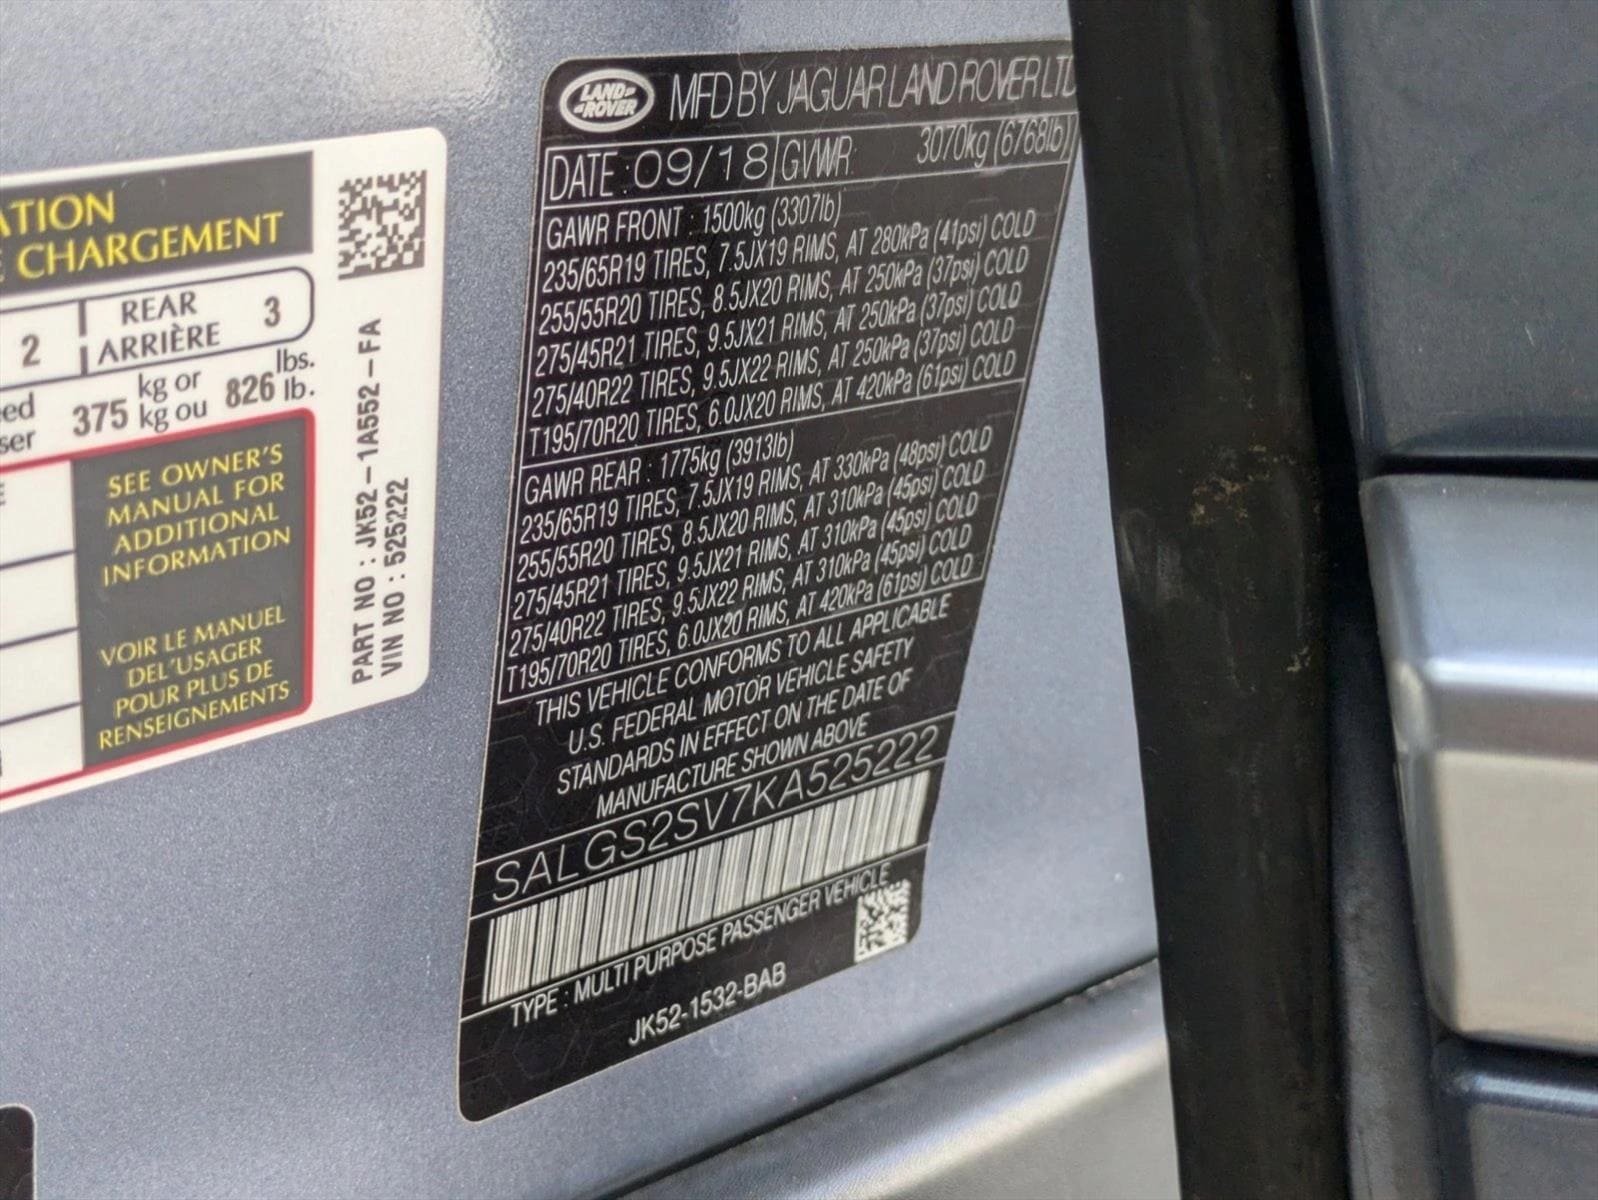 ATION
E CHARGEMENT
2
REAR
ARRIÈRE
3
kg or
lbs.
375
kg ou
826
lb.
SEE OWNER'S
MANUAL FOR
ADDITIONAL
INFORMATION
VOIR LE MANUEL
DEL'USAGER
POUR PLUS DE
RENSEIGNEMENTS
PART NO : JK52-1A552-FA
VIN NO : 525222
LAND
ROVER
MFD BY JAGUAR LAND ROVER LTD
DATE : 09/18 GVWR: 3070kg (6768lb)
GAWR FRONT : 1500kg (3307lb)
235/65R19 TIRES, 7.5JX19 RIMS, AT 280kPa (41psi) COLD
255/55R20 TIRES, 8.5JX20 RIMS, AT 250kPa (37psi) COLD
275/45R21 TIRES, 9.5JX21 RIMS, AT 250kPa (37psi) COLD
275/40R22 TIRES, 9.5JX22 RIMS, AT 250kPa (37psi) COLD
T195/70R20 TIRES, 6.0JX20 RIMS, AT 420kPa (61psi) COLD
GAWR REAR : 1775kg (3913lb)
235/65R19 TIRES, 7.5JX19 RIMS, AT 330kPa (48psi) COLD
255/55R20 TIRES, 8.5JX20 RIMS, AT 310kPa (45psi) COLD
275/45R21 TIRES, 9.5JX21 RIMS, AT 310kPa (45psi) COLD
275/40R22 TIRES, 9.5JX22 RIMS, AT 310kPa (45psi) COLD
T195/70R20 TIRES, 6.0JX20 RIMS, AT 420kPa (61psi) COLD
THIS VEHICLE CONFORMS TO ALL APPLICABLE
U.S. FEDERAL MOTOR VEHICLE SAFETY
STANDARDS IN EFFECT ON THE DATE OF
MANUFACTURE SHOWN ABOVE
SALGS2SV7KA525222
TYPE : MULTI PURPOSE PASSENGER VEHICLE
JK52-1532-BAB